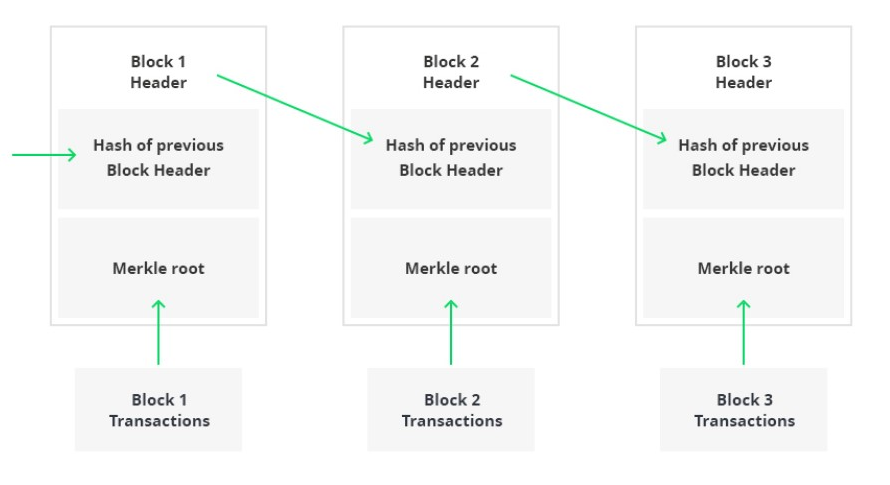 Block 1
Header
Hash of previous
Block Header
Merkle root
Block 1
Transactions
Block 2
Header
Hash of previous
Block Header
Merkle root
Block 2
Transactions
Block 3
Header
Hash of previous
Block Header
Merkle root
Block 3
Transactions